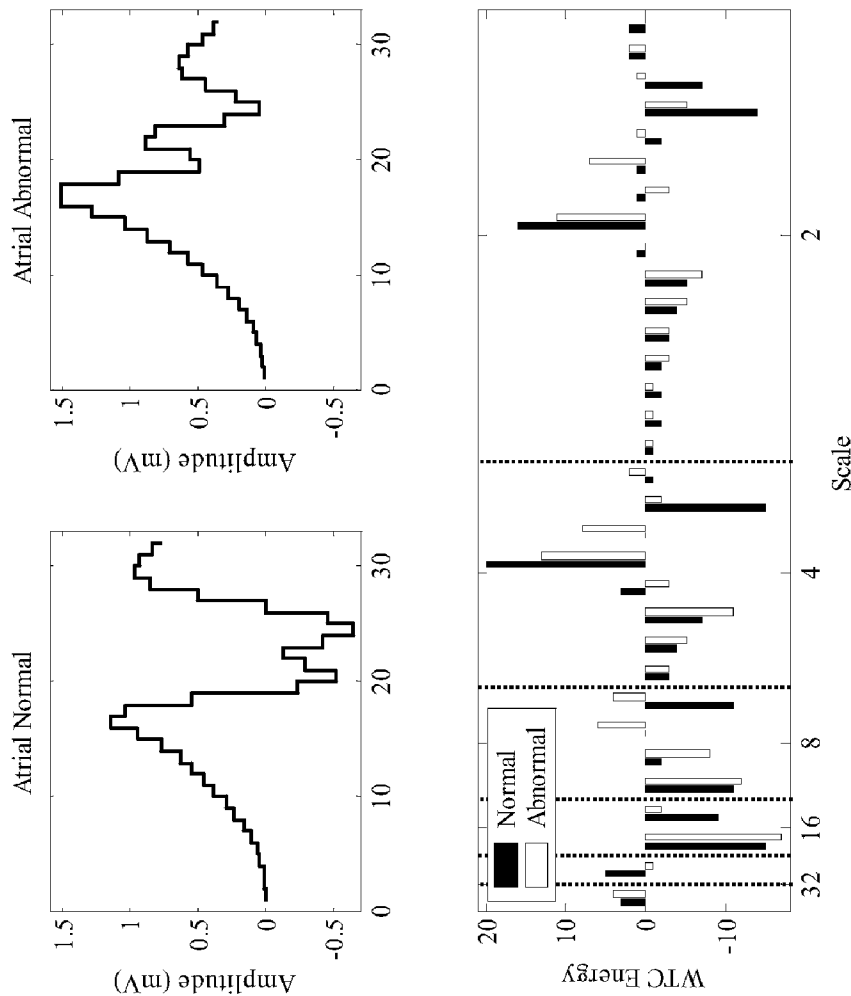 Atrial Normal
1.5
1
0.5
0
-0.5
Amplitude (mV)
0 10 20 30
Atrial Abnormal
1.5
1
0.5
0
-0.5
Amplitude (mV)
0 10 20 30
20
10
0
-10
WTC Energy
Normal
Abnormal
32 16 8 4 2
Scale